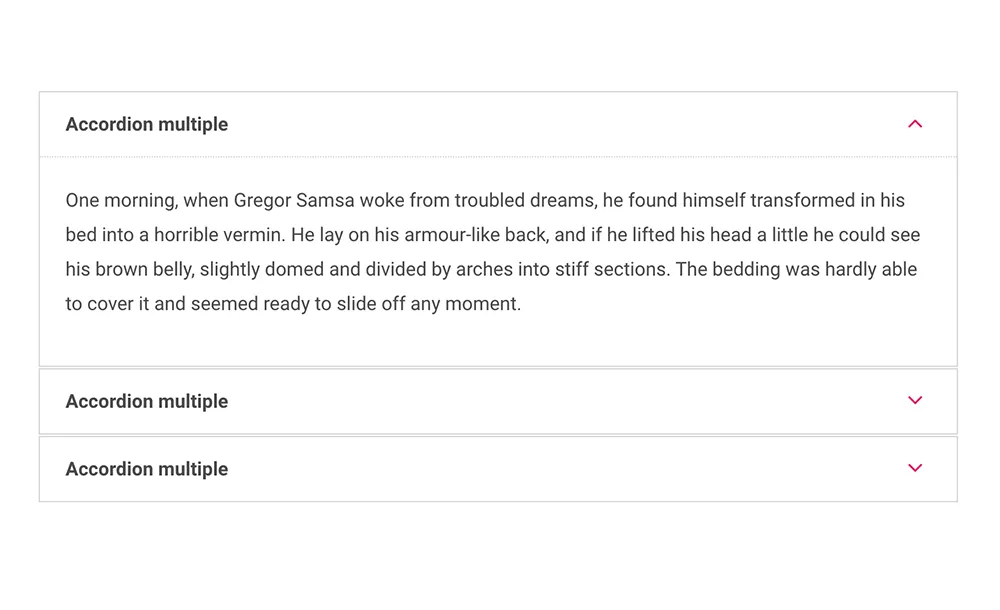 Accordion multiple
One morning, when Gregor Samsa woke from troubled dreams, he found himself transformed in his
bed into a horrible vermin. He lay on his armour-like back, and if he lifted his head a little he could see
his brown belly, slightly domed and divided by arches into stiff sections. The bedding was hardly able
to cover it and seemed ready to slide off any moment.
Accordion multiple
Accordion multiple